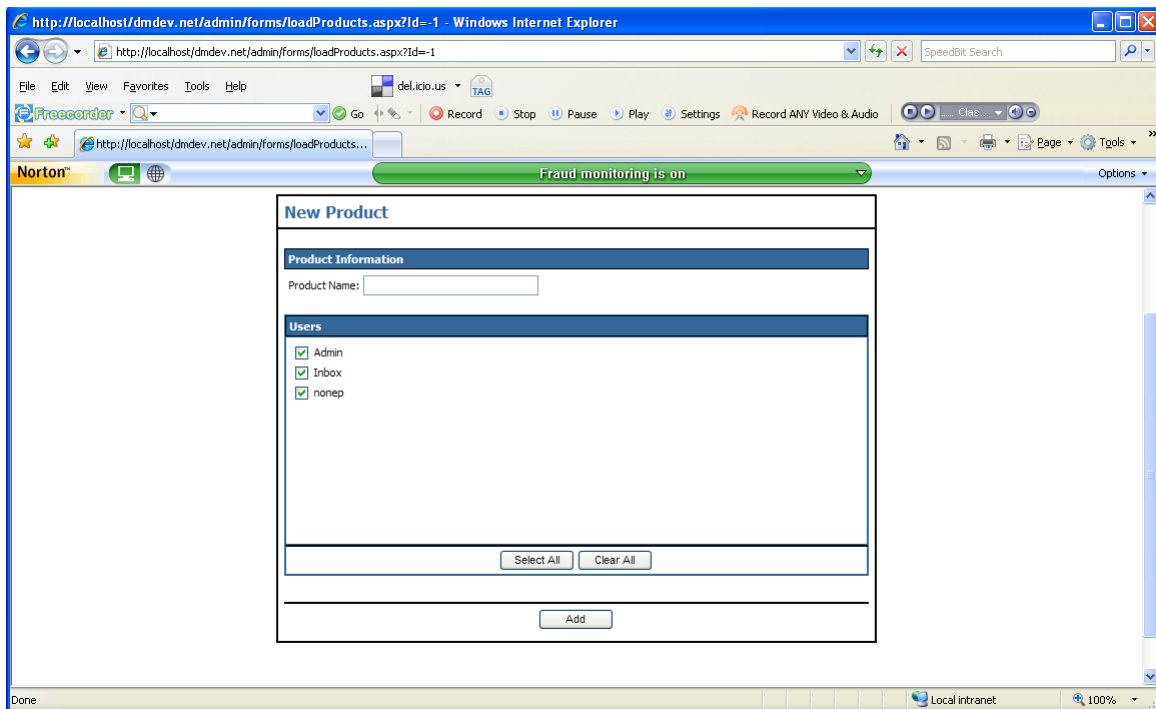 http://localhost/dmdev.net/admin/forms/loadProducts.aspx?Id=-1 - Windows Internet Explorer
http://localhost/dmdev.net/admin/forms/loadProducts.aspx?Id=-1 SpeedBit Search
File Edit View Favorites Tools Help del.icio.us TAG
Freecorder Go Record Stop Pause Play Settings Record ANY Video & Audio Clas...
http://localhost/dmdev.net/admin/forms/loadProducts... Page Tools »
Norton™ Fraud monitoring is on Options
New Product
Product Information
Product Name:
Users
Admin
Inbox
nonep
Select All Clear All
Add
Done Local intranet 100%